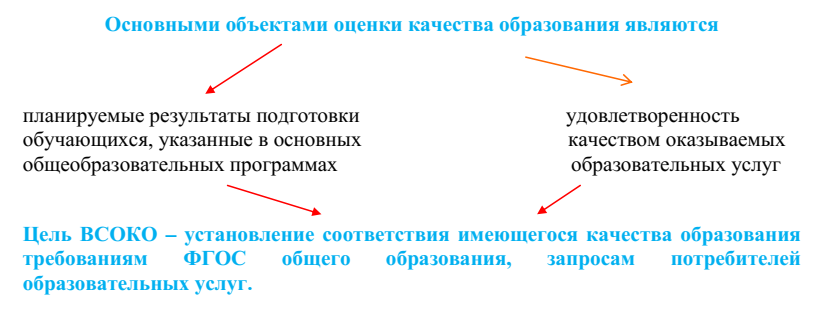 Основными объектами оценки качества образования являются
планируемые результаты подготовки
обучающихся, указанные в основных
общеобразовательных программах
удовлетворенность
качеством оказываемых
образовательных услуг
Цель ВСОКО – установление соответствия имеющегося качества образования
требованиям ФГОС общего образования, запросам потребителей
образовательных услуг.